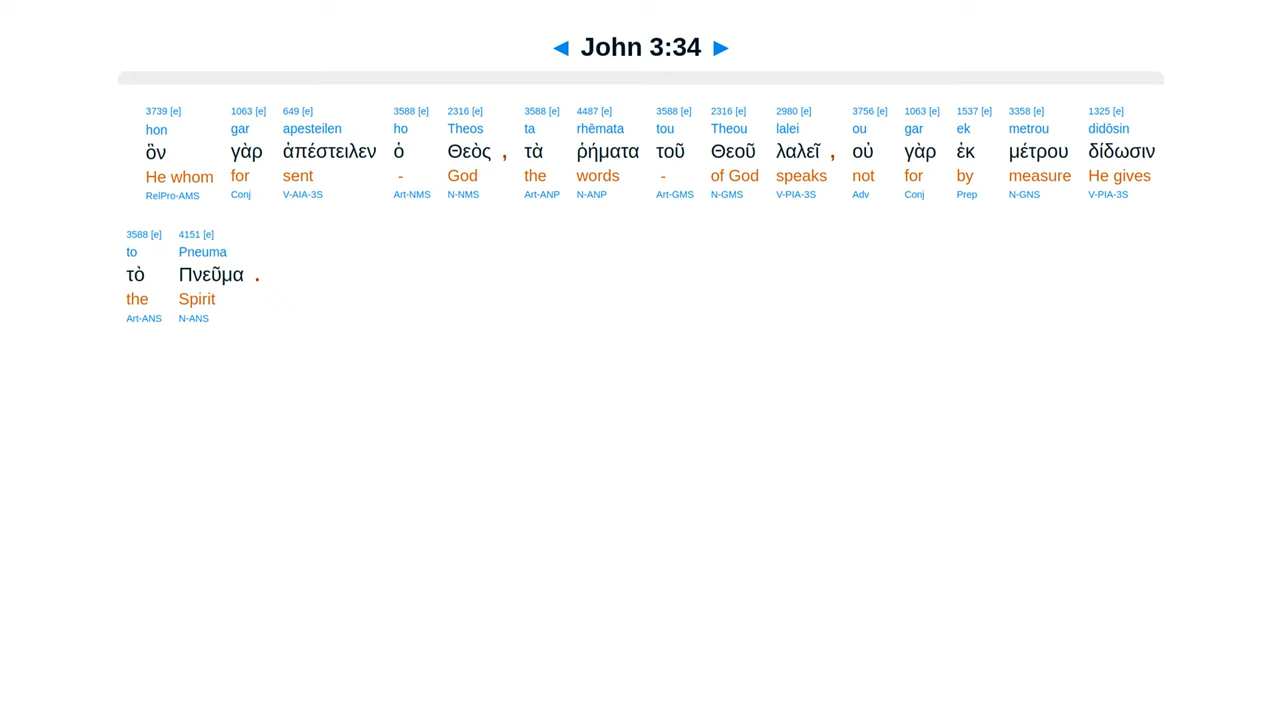 ◄ John 3:34 ►
3739 [e] 1063 [e] 649 [e] 3588 [e] 2316 [e] 3588 [e] 4487 [e] 3588 [e] 2316 [e] 2980 [e] 3756 [e] 1063 [e] 1537 [e] 3358 [e] 1325 [e]
hon gar apesteilen ho Theos ta rhēmata tou Theou lalei ou gar ek metrou didōsin
ὃν γὰρ ἀπέστειλεν ὁ Θεὸς , τὰ ῥήματα τοῦ Θεοῦ λαλεῖ , οὐ γὰρ ἐκ μέτρου δίδωσιν
He whom for sent - God the words - of God speaks not for by measure He gives
RelPro-AMS Conj V-AIA-3S Art-NMS N-NMS Art-ANP N-ANP Art-GMS N-GMS V-PIA-3S Adv Conj Prep N-GNS V-PIA-3S
3588 [e] 4151 [e]
to Pneuma
τὸ Πνεῦμα .
the Spirit
Art-ANS N-ANS